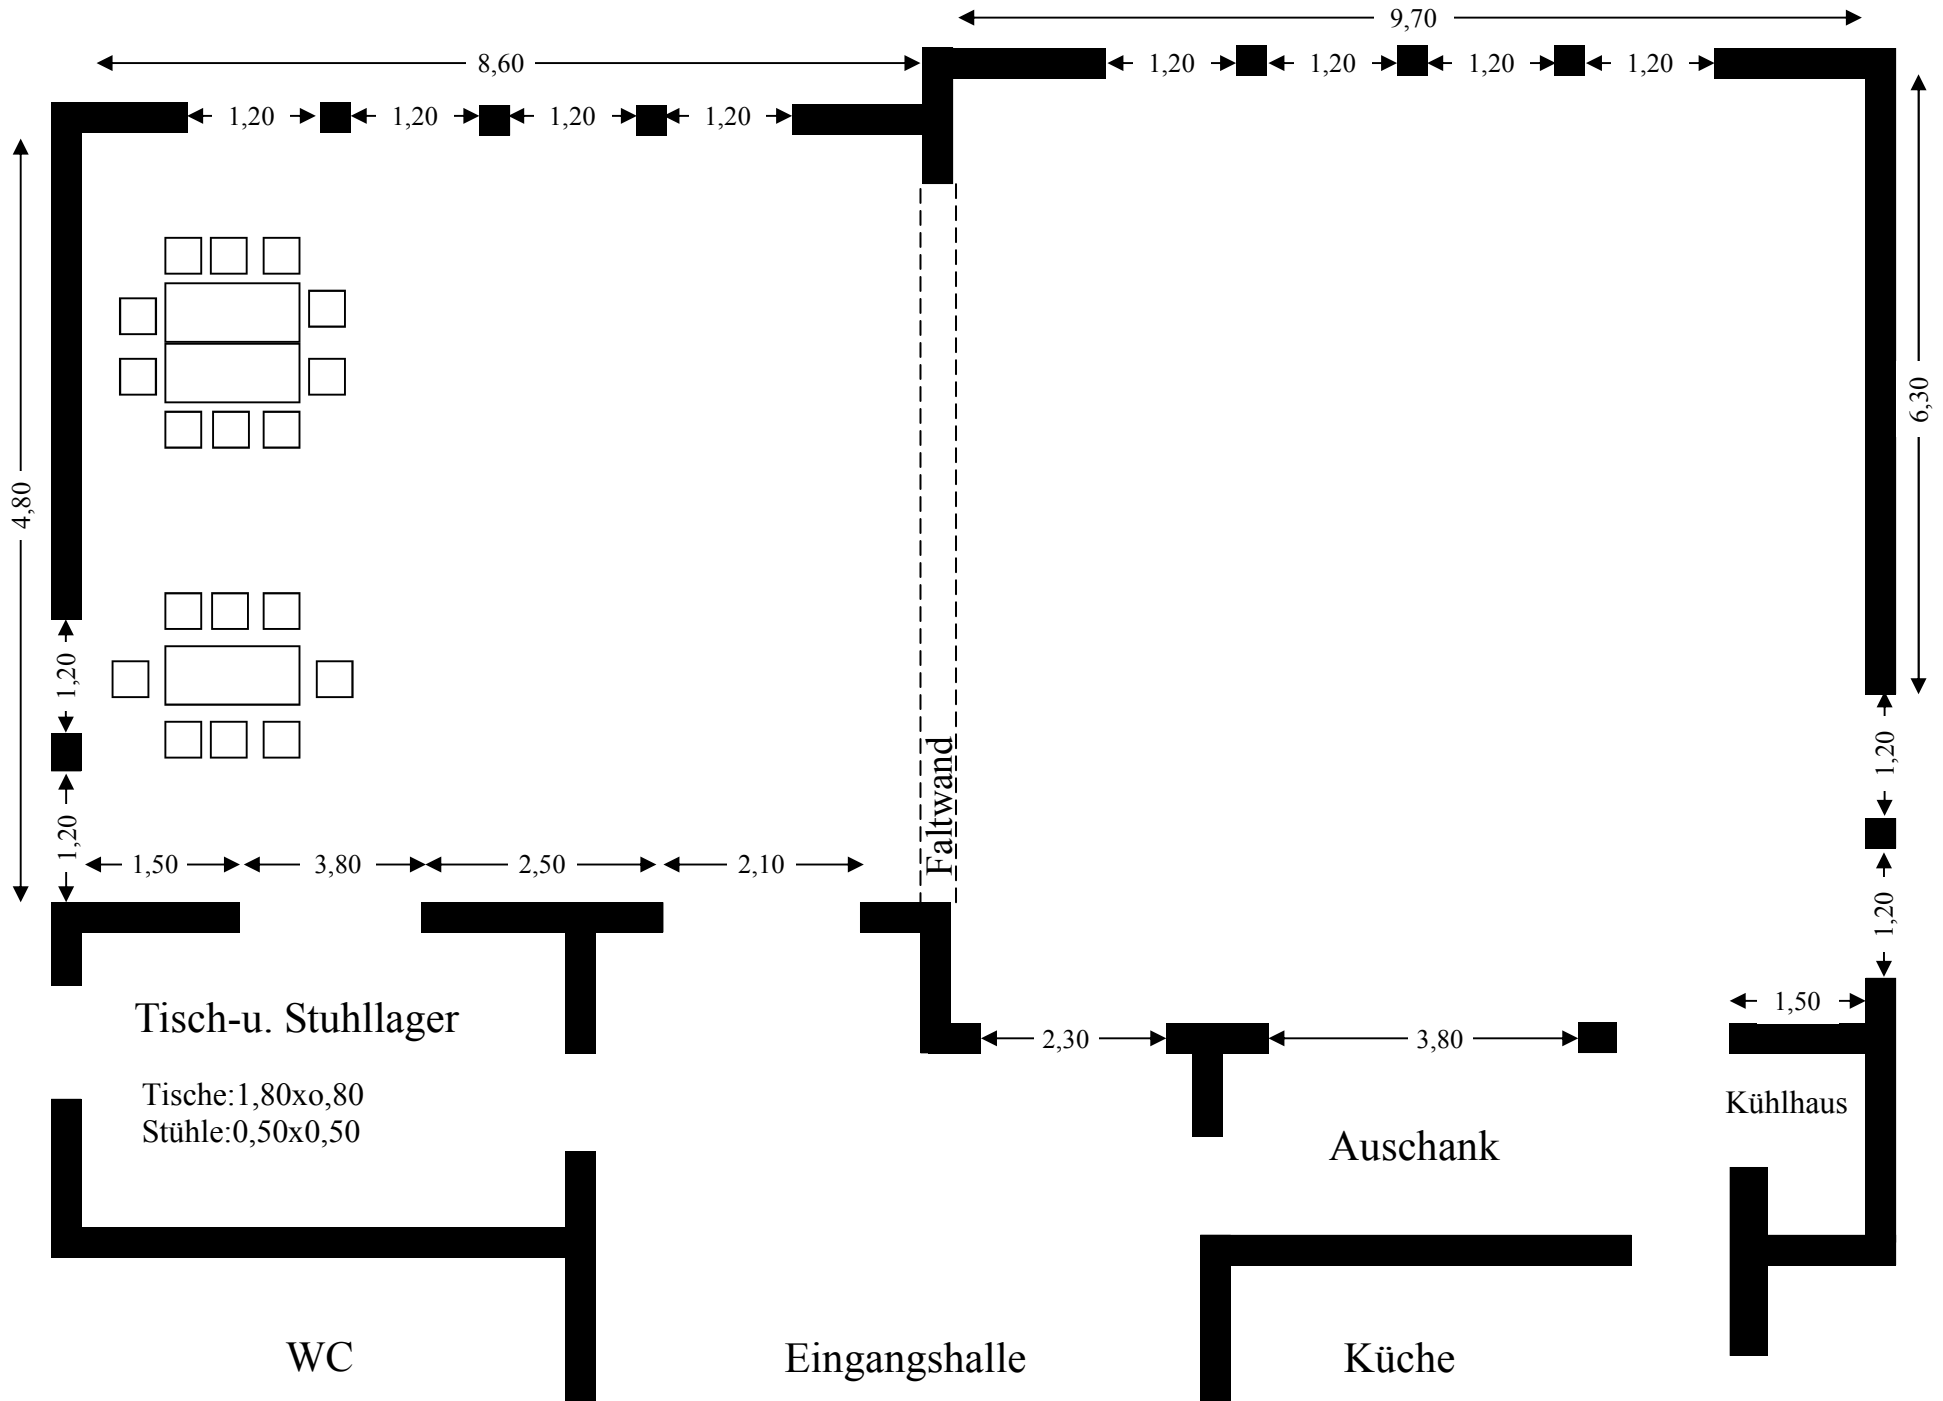 9,70
8,60
1,20
1,20
1,20
1,20
1,20
1,20
1,20
1,20
6,30
4,80
1,20
1,20
1,20
1,20
Faltwand
1,50
3,80
2,50
2,10
1,50
2,30
3,80
Tisch-u. Stuhllager
Tische:1,80xo,80
Stühle:0,50x0,50
Kühlhaus
Auschank
WC
Eingangshalle
Küche